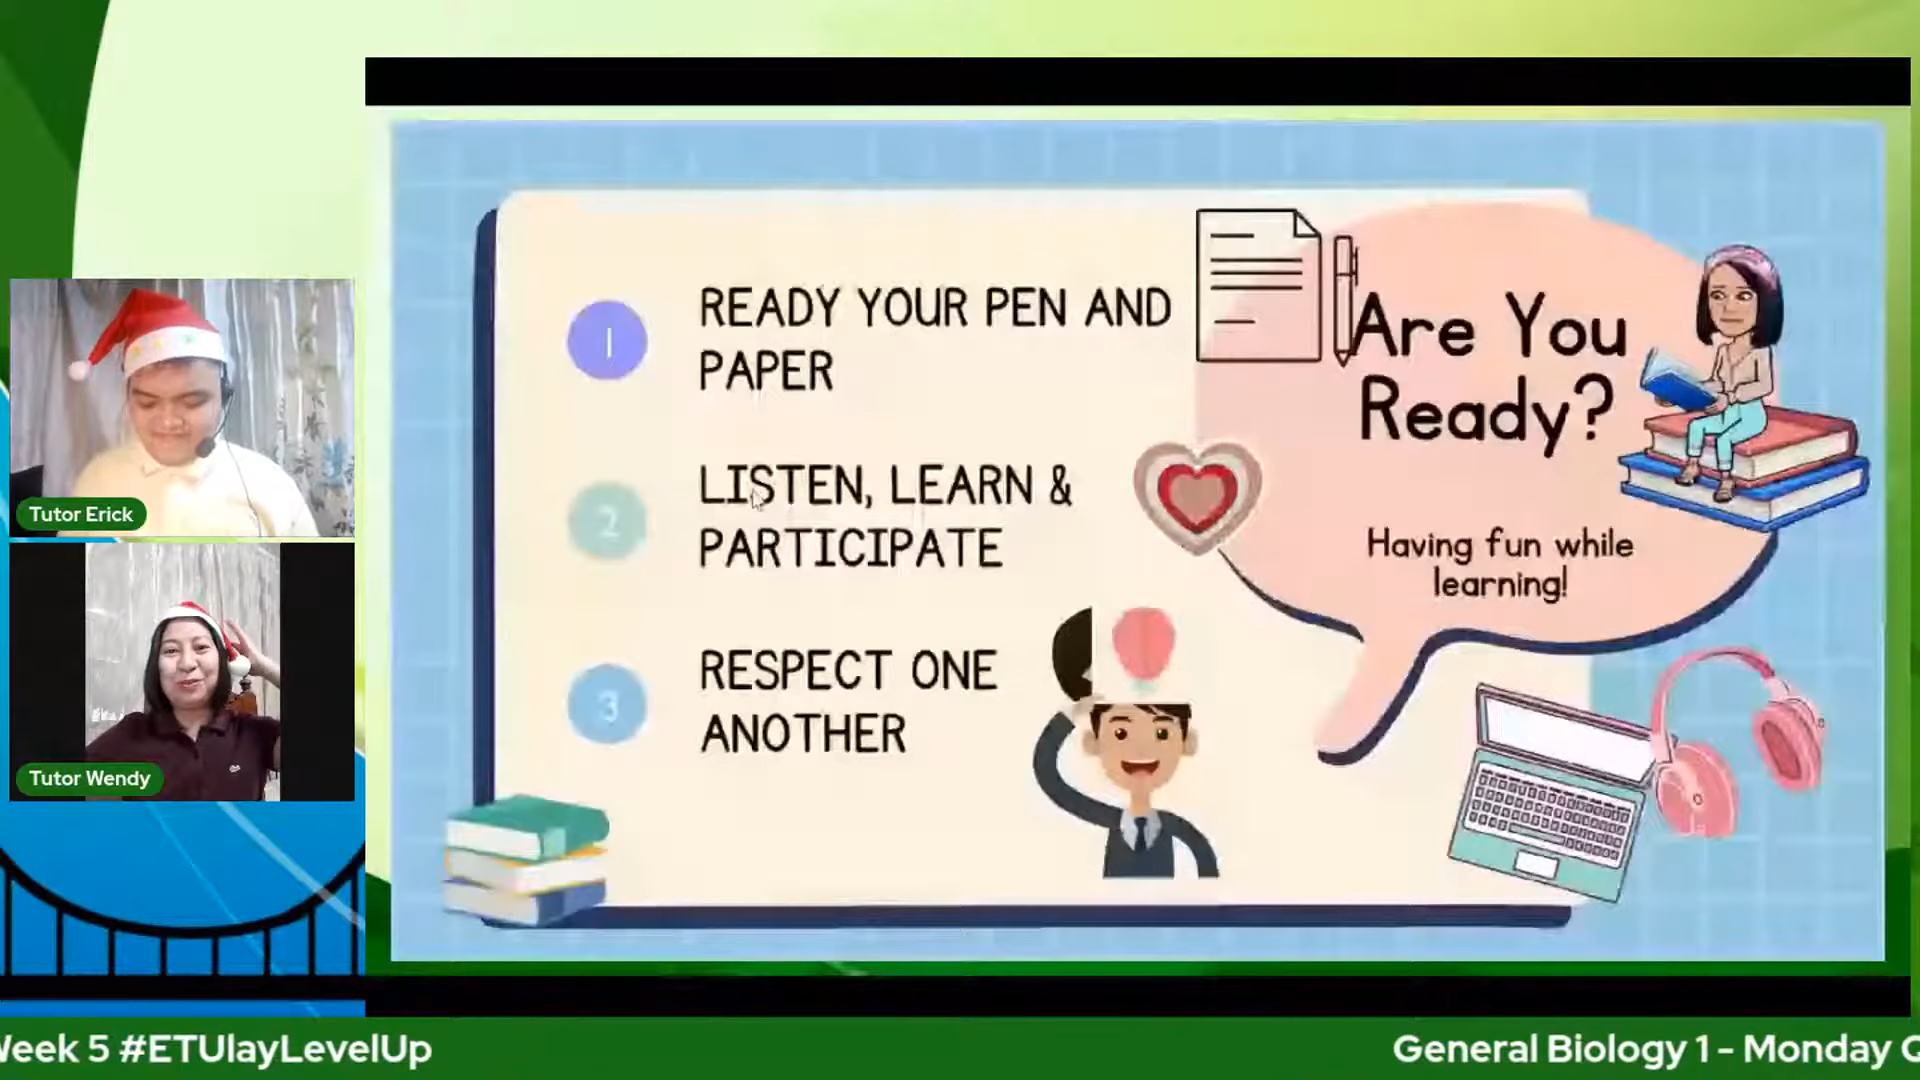 1
READY YOUR PEN AND
PAPER
2
LISTEN, LEARN &
PARTICIPATE
3
RESPECT ONE
ANOTHER
Are You
Ready?
Having fun while
learning!
Tutor Erick
Tutor Wendy
Week 5 #ETUlayLevelUp
General Biology 1 - Monday